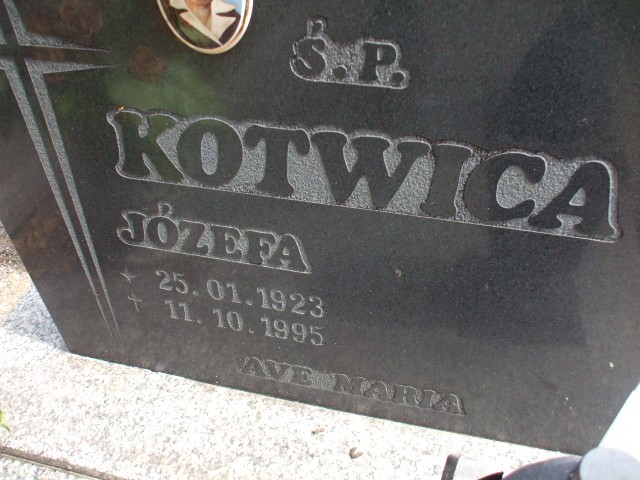 Ś.P.
KOTWICA
JÓZEFA
* 25.01.1923
† 11.10.1995
AVE MARIA